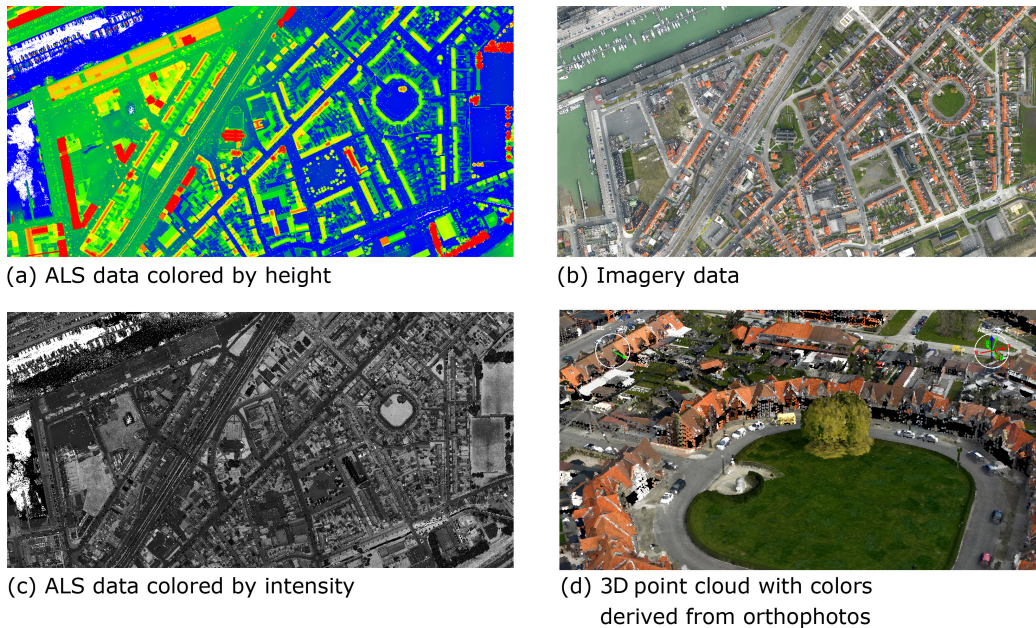 (a) ALS data colored by height
(b) Imagery data
(c) ALS data colored by intensity
(d) 3D point cloud with colors
derived from orthophotos